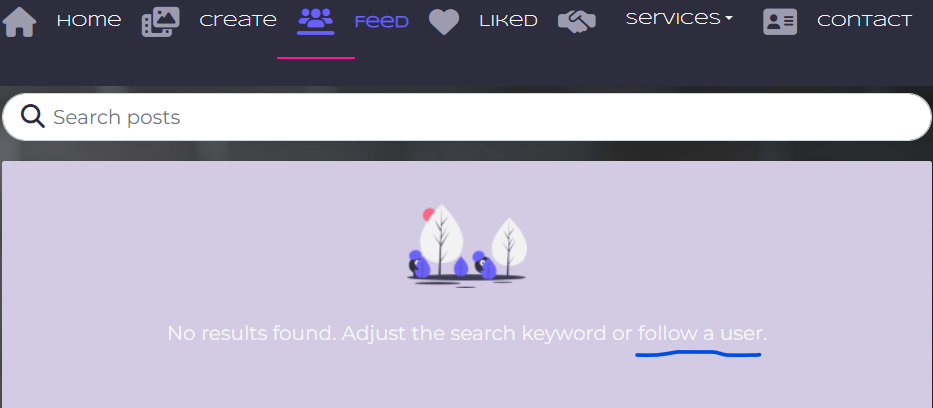 Home Create Feed Liked Services Contact
Search posts
No results found. Adjust the search keyword or follow a user.